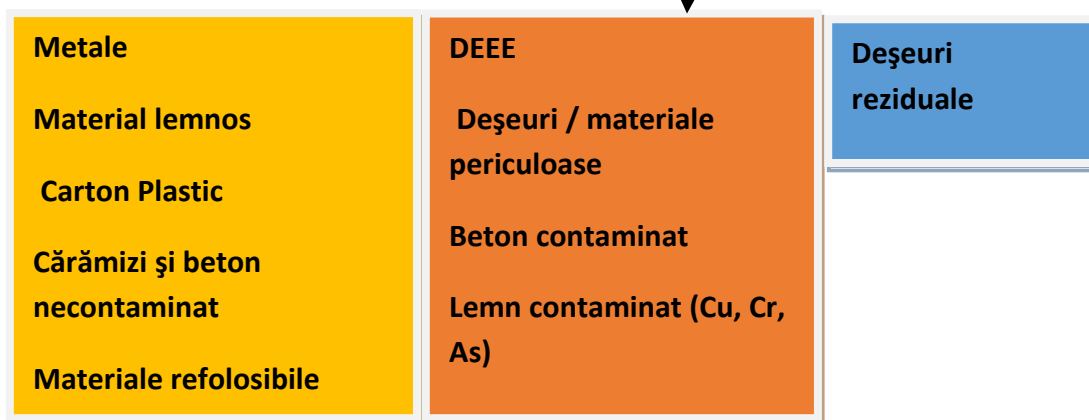 Metale
Material lemnos
Carton Plastic
Cărămizi şi beton
necontaminat
Materiale refolosibile
DEEE
Deşeuri / materiale
periculoase
Beton contaminat
Lemn contaminat (Cu, Cr,
As)
Deşeuri
reziduale